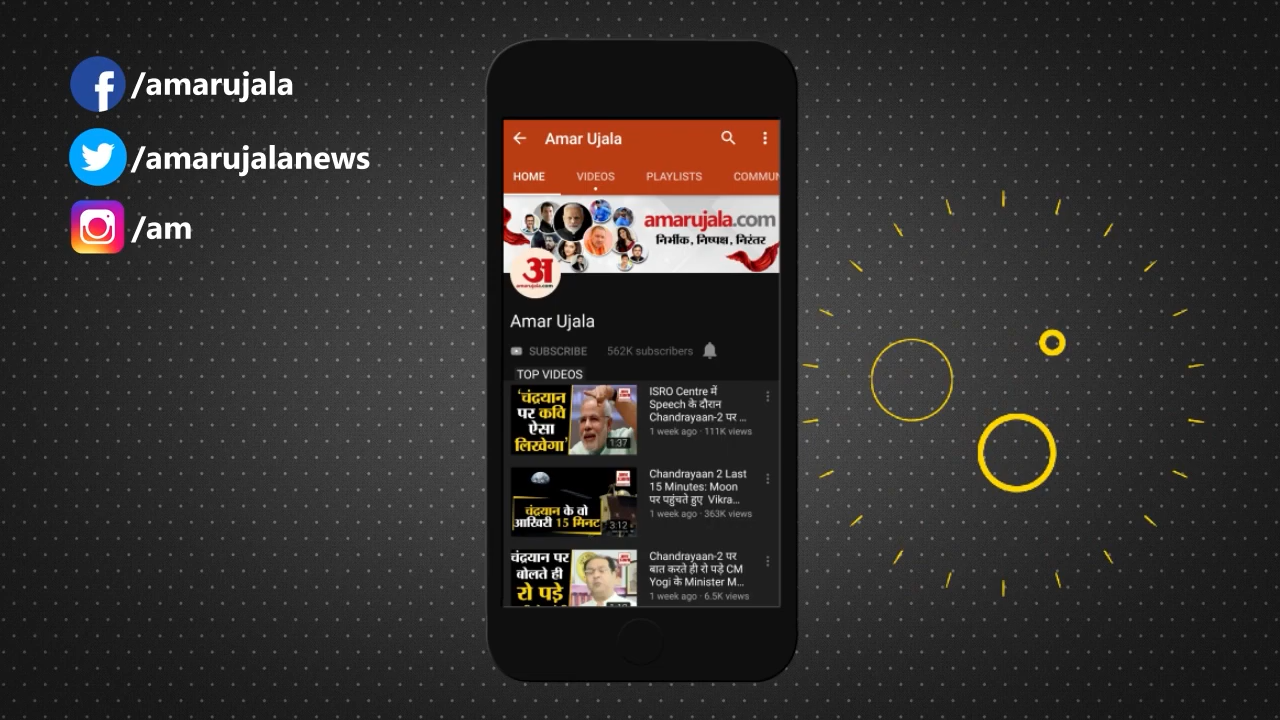 /amarujala
/amarujalanews
/am
Amar Ujala
HOME VIDEOS PLAYLISTS COMMUN
amarujala.com
निर्भीक, निष्पक्ष, निरंतर
अ
amarujala.com
Amar Ujala
SUBSCRIBE 562K subscribers
TOP VIDEOS
'चंद्रयान
पर कवि
ऐसा
लिखेगा'
1:37
ISRO Centre में
Speech के दौरान
Chandrayaan-2 पर ...
1 week ago · 111K views
चंद्रयान के वो
आखिरी 15 मिनट
3:12
Chandrayaan 2 Last
15 Minutes: Moon
पर पहुंचते हुए Vikra...
1 week ago · 363K views
चंद्रयान पर
बोलते ही
रो पड़े
Chandrayaan-2 पर
बात करते ही रो पड़े CM
Yogi के Minister M...
1 week ago · 6.5K views